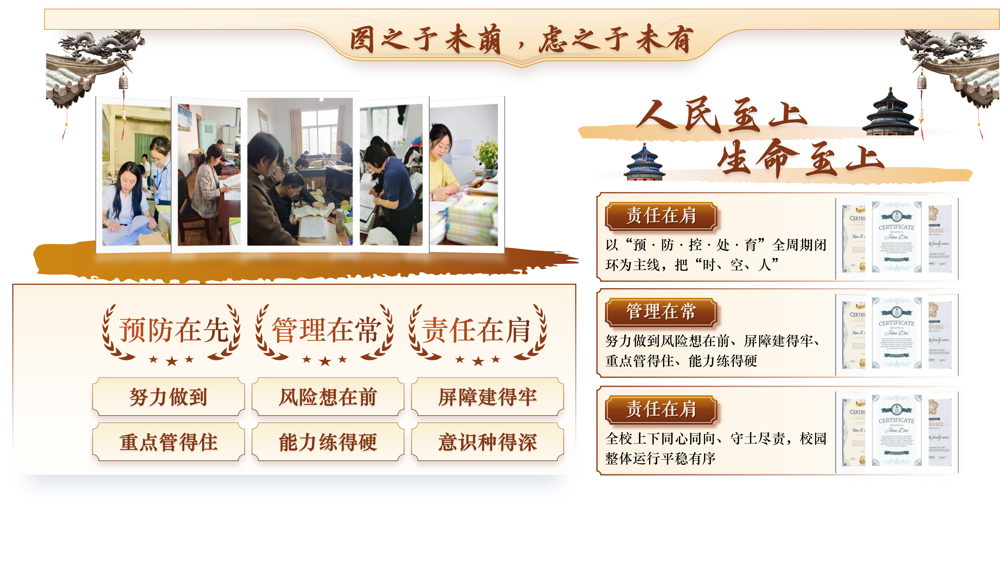 图之于未萌，虑之于未有
人民至上
生命至上
预防在先
管理在常
责任在肩
努力做到
风险想在前
屏障建得牢
重点管得住
能力练得硬
意识种得深
责任在肩
以“预·防·控·处·育”全周期闭
环为主线，把“时、空、人”
CERTIFICATE
John Doe
管理在常
努力做到风险想在前、屏障建得牢、
重点管得住、能力练得硬
CERTIFICATE
John Doe
责任在肩
全校上下同心同向、守土尽责，校园
整体运行平稳有序
CERTIFICATE
John Doe